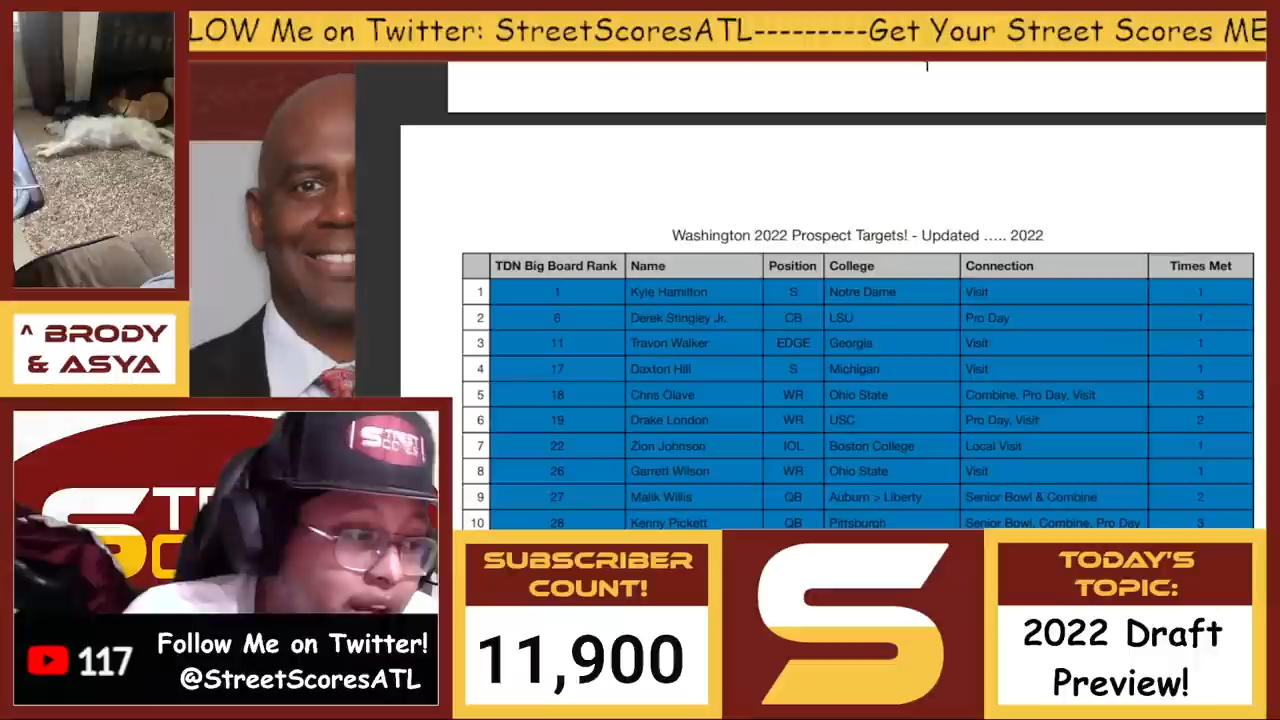 LOW Me on Twitter: StreetScoresATL---------Get Your Street Scores ME
Washington 2022 Prospect Targets! - Updated ..... 2022
TDN Big Board Rank Name Position College Connection Times Met
1 1 Kyle Hamilton S Notre Dame Visit 1
2 6 Derek Stingley Jr. CB LSU Pro Day 1
3 11 Travon Walker EDGE Georgia Visit 1
4 17 Daxton Hill S Michigan Visit 1
5 18 Chris Olave WR Ohio State Combine, Pro Day, Visit 3
6 19 Drake London WR USC Pro Day, Visit 2
7 22 Zion Johnson IOL Boston College Local Visit 1
8 26 Garrett Wilson WR Ohio State Visit 1
9 27 Malik Willis QB Auburn > Liberty Senior Bowl & Combine 2
10 28 Kenny Pickett QB Pittsburgh Senior Bowl, Combine, Pro Day 3
^ BRODY
& ASYA
STREET
SCORES
117
Follow Me on Twitter!
@StreetScoresATL
SUBSCRIBER
COUNT!
11,900
S
TODAY'S
TOPIC:
2022 Draft
Preview!